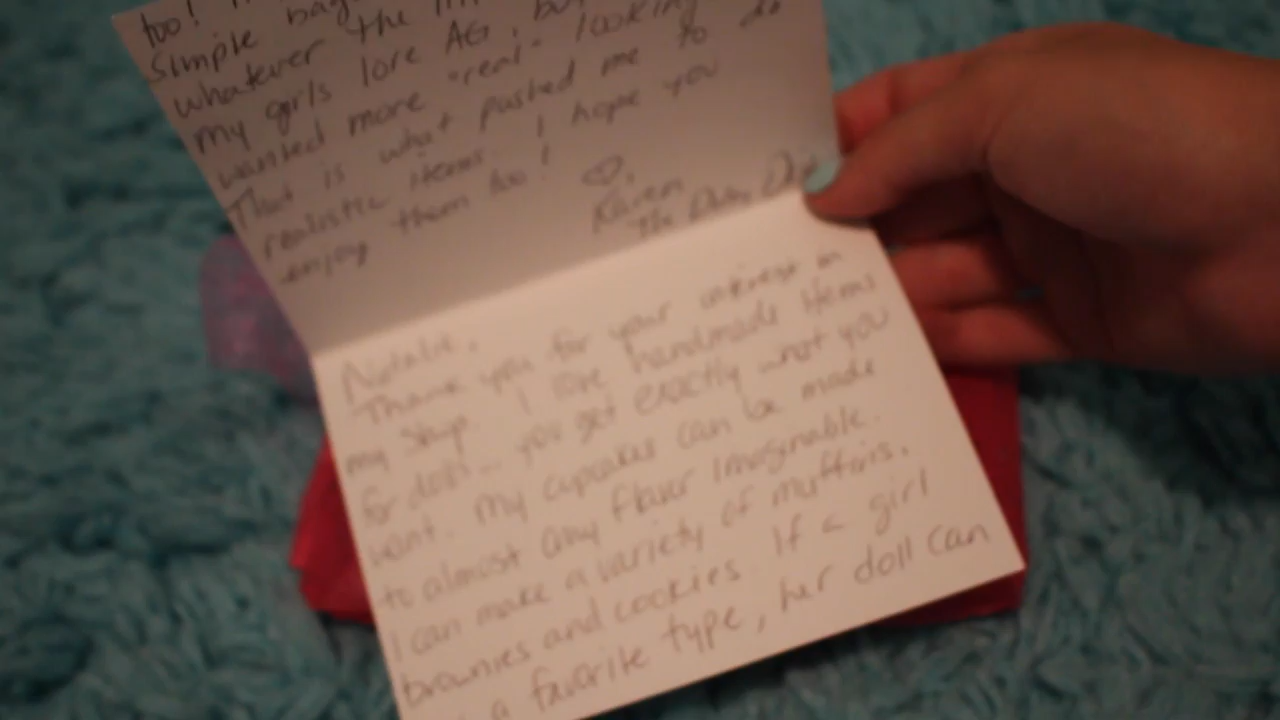 too!
simple bag
whatever the
my girls love AG, but
wanted more "real" looking
That is what pushed me to do
realistic items. I hope you
enjoy them too!
♡,
Karen
The
Natalie,
Thank you for your interest in
my shop. I love handmade items
for dolls... you get exactly what you
want. My cupcakes can be made
to almost any flavor imaginable.
I can make a variety of muffins,
brownies and cookies. If a girl
a favorite type, her doll can